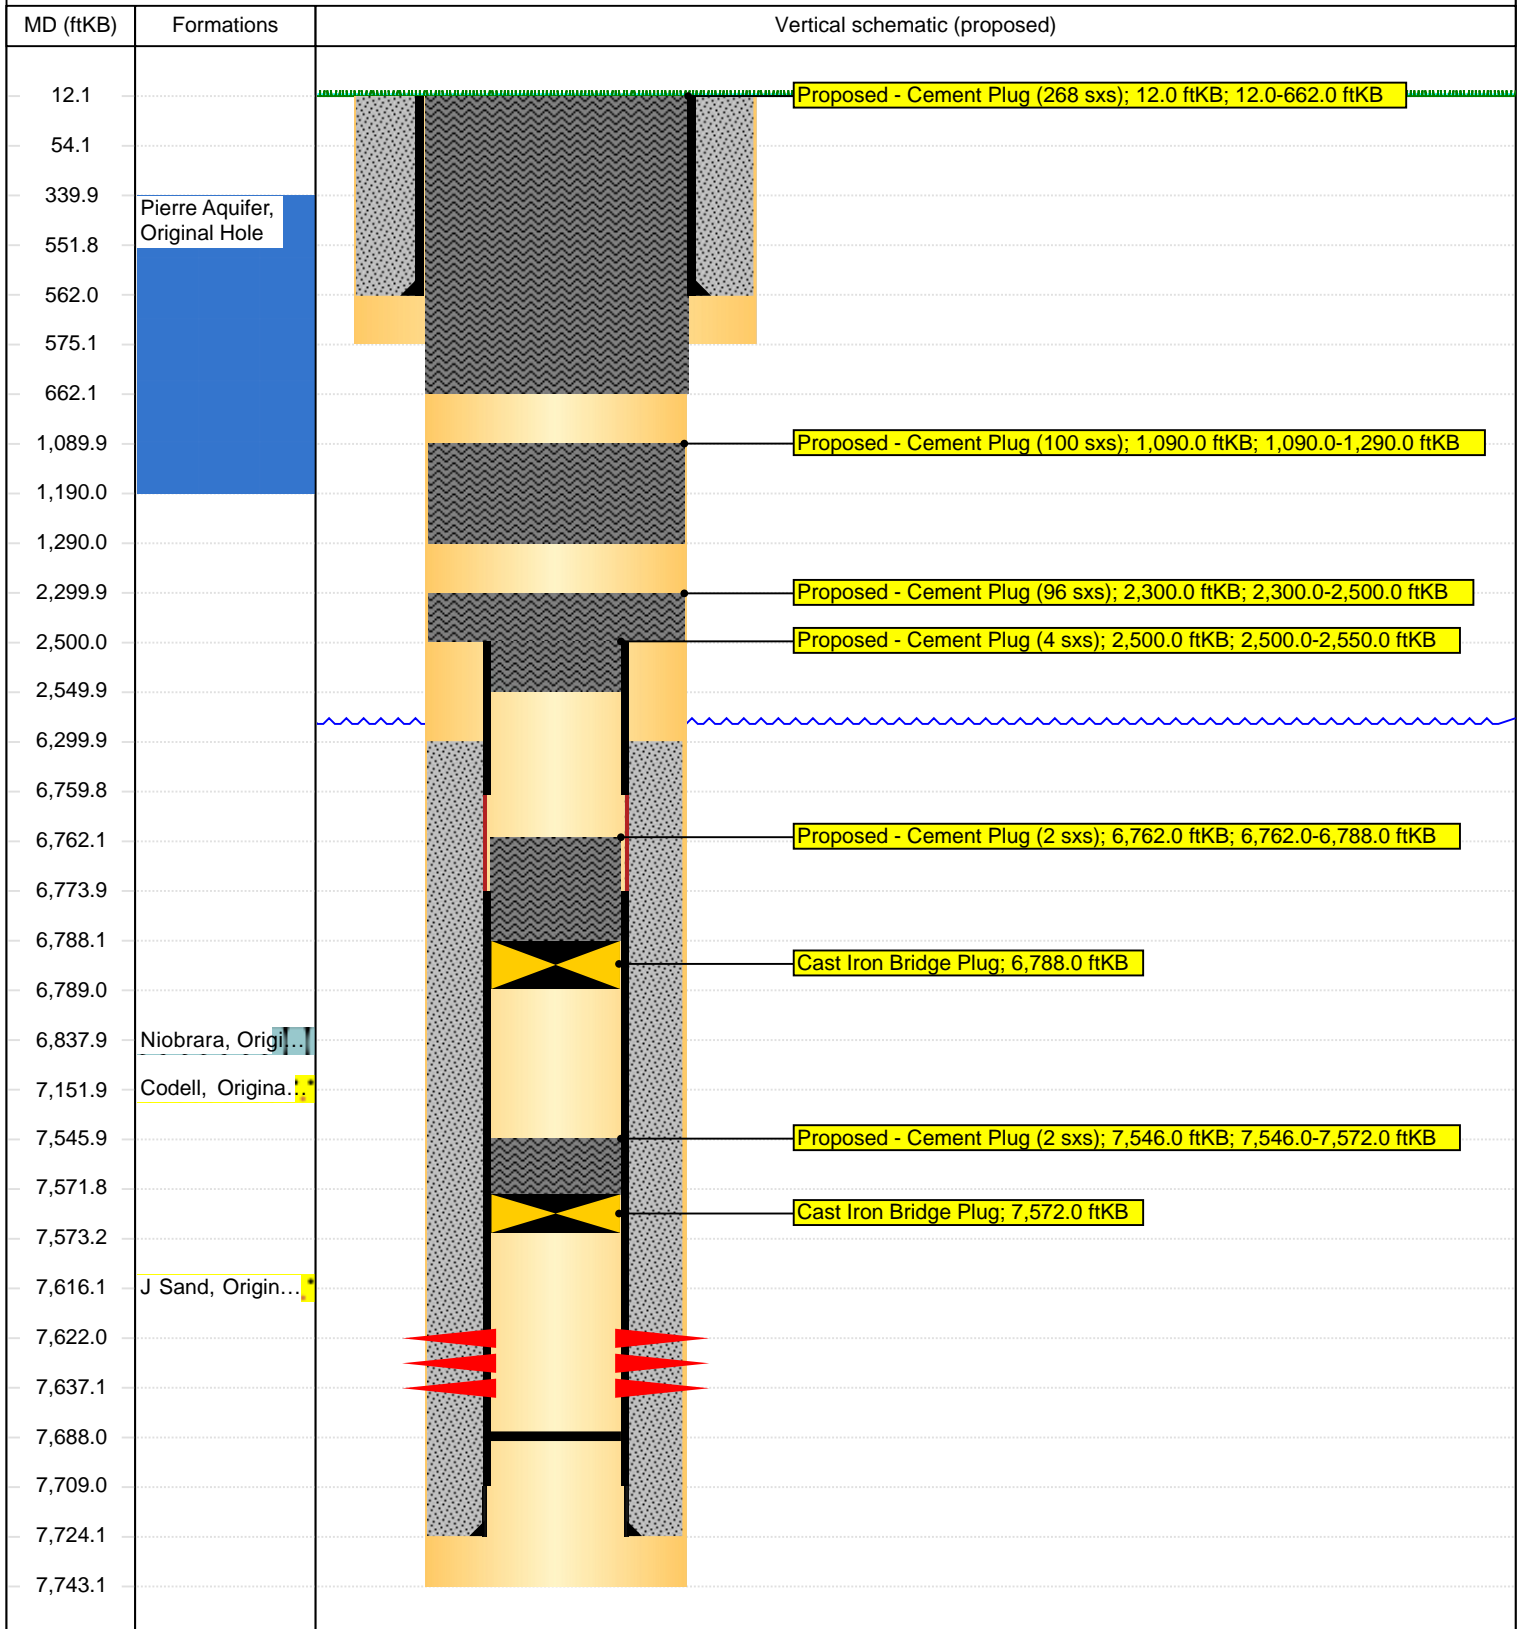 MD (ftKB) Formations Vertical schematic (proposed)
12.1 Proposed - Cement Plug (268 sxs); 12.0 ftKB; 12.0-662.0 ftKB
54.1
339.9
Pierre Aquifer,
Original Hole
551.8
562.0
575.1
662.1
1,089.9 Proposed - Cement Plug (100 sxs); 1,090.0 ftKB; 1,090.0-1,290.0 ftKB
1,190.0
1,290.0
2,299.9 Proposed - Cement Plug (96 sxs); 2,300.0 ftKB; 2,300.0-2,500.0 ftKB
2,500.0 Proposed - Cement Plug (4 sxs); 2,500.0 ftKB; 2,500.0-2,550.0 ftKB
2,549.9
6,299.9
6,759.8
6,762.1 Proposed - Cement Plug (2 sxs); 6,762.0 ftKB; 6,762.0-6,788.0 ftKB
6,773.9
6,788.1
Cast Iron Bridge Plug; 6,788.0 ftKB
6,789.0
6,837.9 Niobrara, Origi...
7,151.9 Codell, Origina...
7,545.9 Proposed - Cement Plug (2 sxs); 7,546.0 ftKB; 7,546.0-7,572.0 ftKB
7,571.8
Cast Iron Bridge Plug; 7,572.0 ftKB
7,573.2
7,616.1 J Sand, Origin...
7,622.0
7,637.1
7,688.0
7,709.0
7,724.1
7,743.1